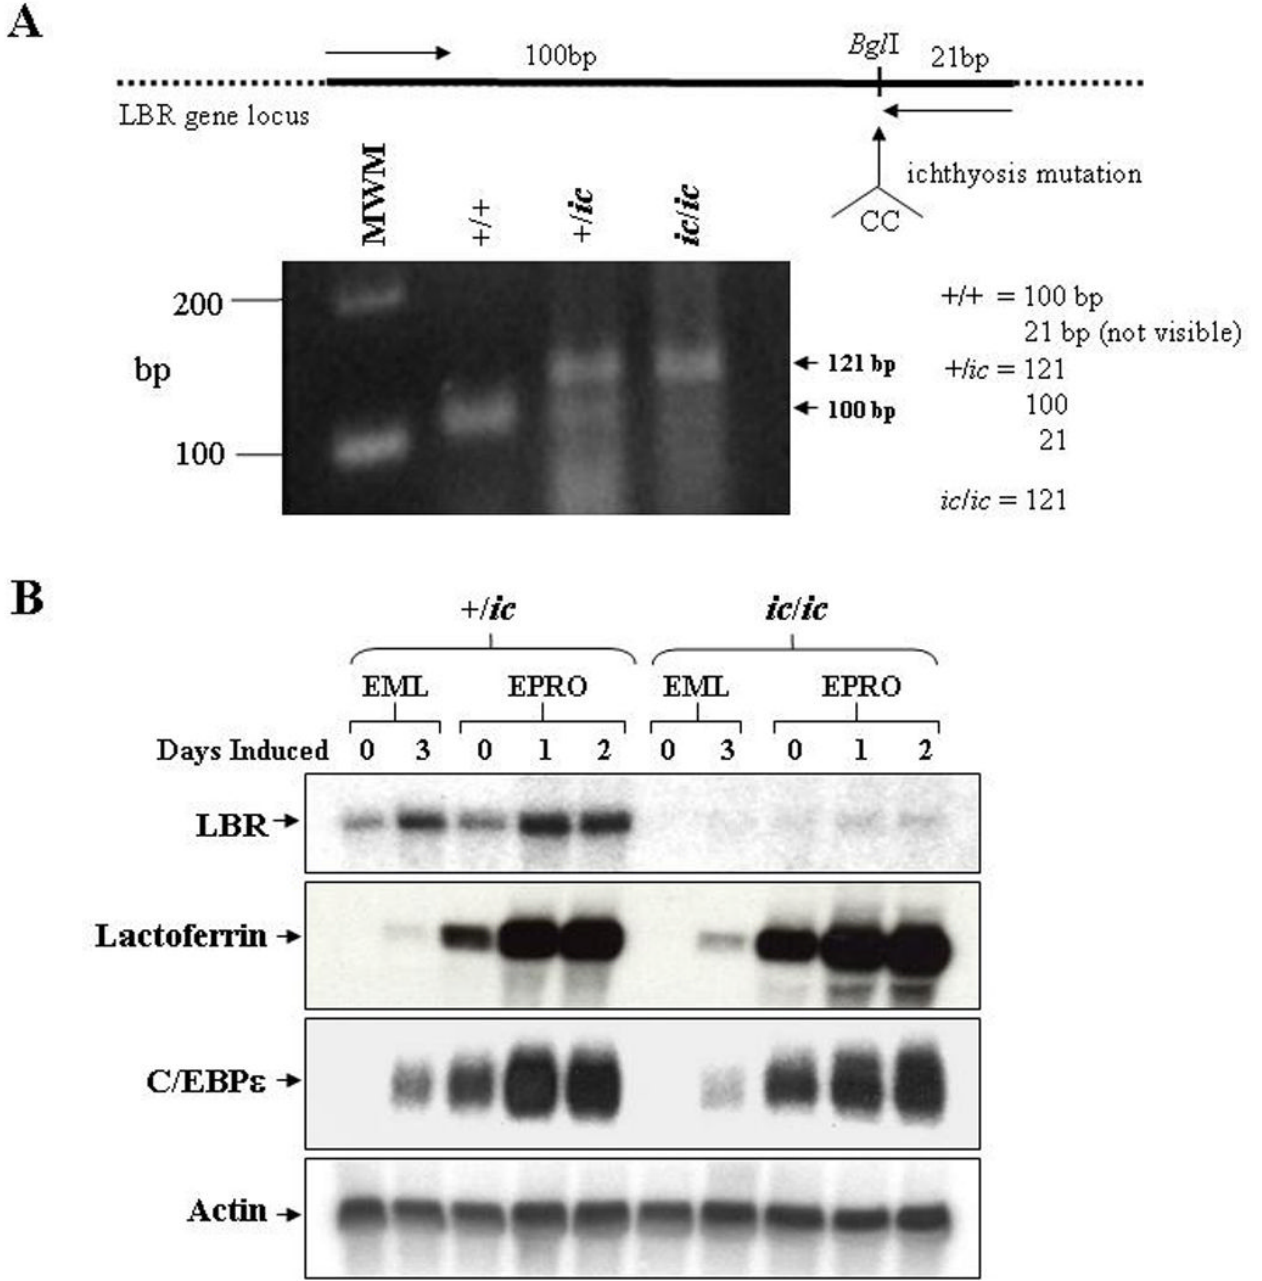 A
100bp
BglI
21bp
LBR gene locus
ichthyosis mutation
CC
MWM
+/+
+/ic
ic/ic
200
bp
100
121 bp
100 bp
+/+ = 100 bp
21 bp (not visible)
+/ic = 121
100
21
ic/ic = 121
B
+/ic ic/ic
EML EPRO EML EPRO
Days Induced 0 3 0 1 2 0 3 0 1 2
LBR
Lactoferrin
C/EBPε
Actin